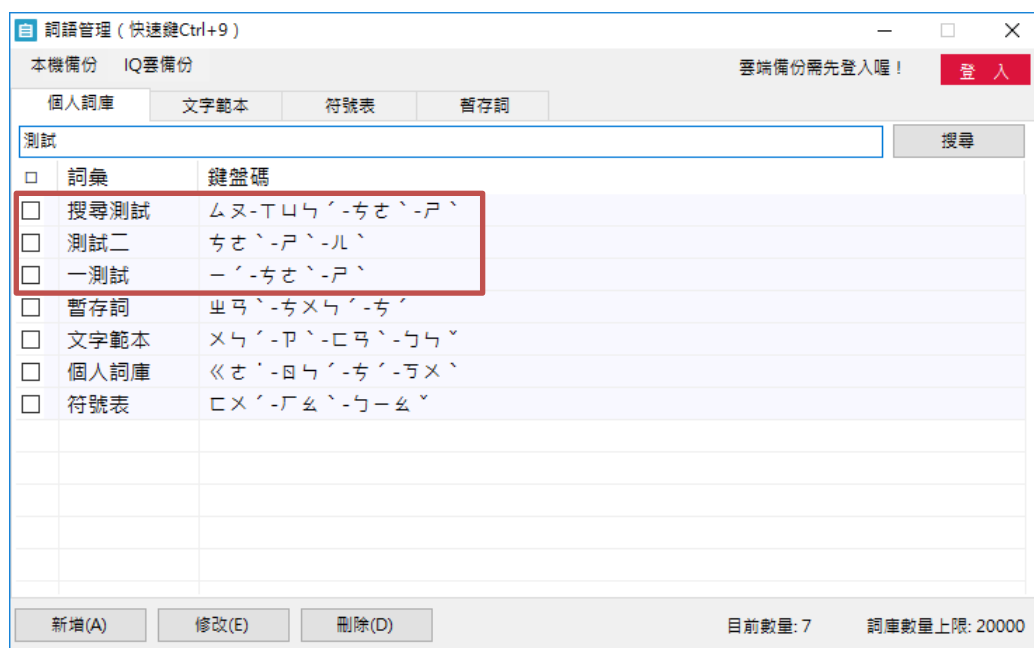 自 詞語管理(快速鍵Ctrl+9)
本機備份 IQ雲備份 雲端備份需先登入喔! 登 入
個人詞庫 文字範本 符號表 暫存詞
測試 搜尋
詞彙 鍵盤碼
搜尋測試 ㄙㄡ-ㄒㄩㄣˊ-ㄘㄜˋ-ㄕˋ
測試二 ㄘㄜˋ-ㄕˋ-ㄦˋ
一測試 ㄧˊ-ㄘㄜˋ-ㄕˋ
暫存詞 ㄓㄢˋ-ㄘㄨㄣˊ-ㄘˊ
文字範本 ㄨㄣˊ-ㄗˋ-ㄈㄢˋ-ㄅㄣˇ
個人詞庫 ㄍㄜ˙-ㄖㄣˊ-ㄘˊ-ㄎㄨˋ
符號表 ㄈㄨˊ-ㄏㄠˋ-ㄅㄧㄠˇ
新增(A) 修改(E) 刪除(D) 目前數量: 7 詞庫數量上限: 20000